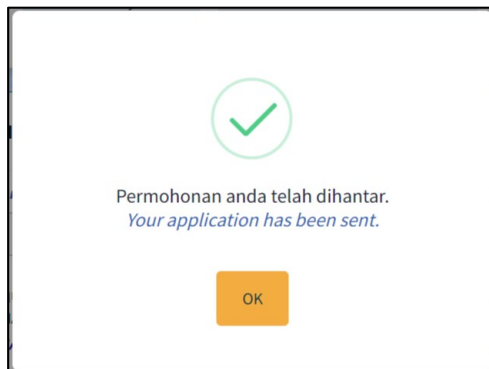 Permohonan anda telah dihantar.
Your application has been sent.
OK